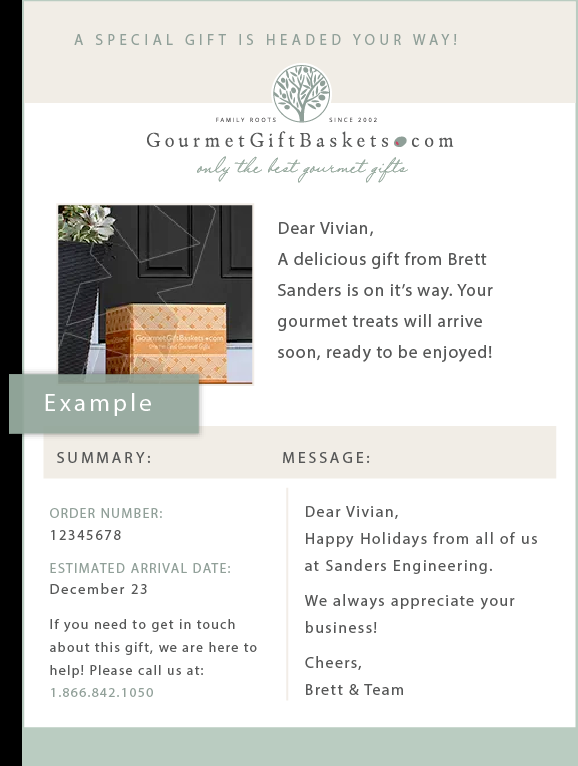 A SPECIAL GIFT IS HEADED YOUR WAY!
FAMILY ROOTS SINCE 2002
GourmetGiftBaskets.com
only the best gourmet gifts
Dear Vivian,
A delicious gift from Brett
Sanders is on it's way. Your
gourmet treats will arrive
soon, ready to be enjoyed!
GourmetGiftBaskets.com
Example
SUMMARY:
MESSAGE:
ORDER NUMBER:
12345678
ESTIMATED ARRIVAL DATE:
December 23
If you need to get in touch
about this gift, we are here to
help! Please call us at:
1.866.842.1050
Dear Vivian,
Happy Holidays from all of us
at Sanders Engineering.
We always appreciate your
business!
Cheers,
Brett & Team